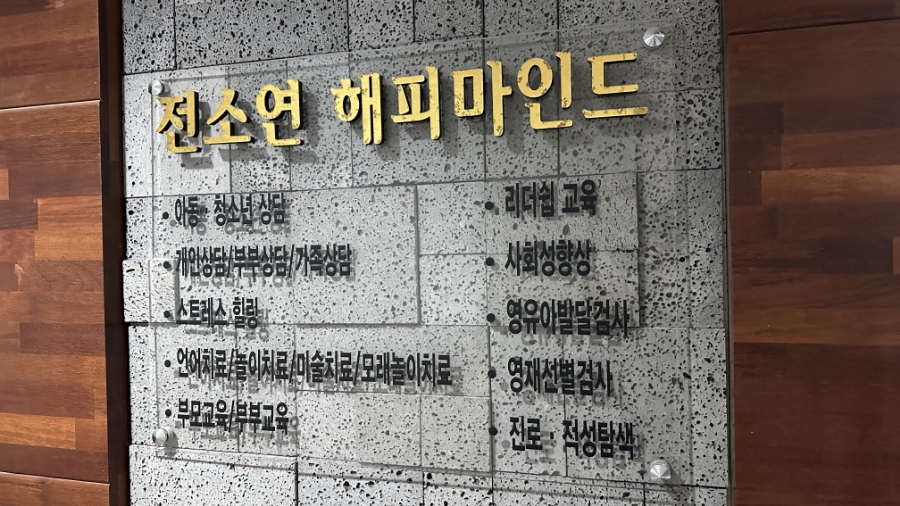 전소연 해피마인드
• 아동· 청소년 상담
• 개인상담/부부상담/가족상담
• 스트레스 힐링
• 언어치료/놀이치료/미술치료/모래놀이치료
• 부모교육/부부교육
• 리더쉽 교육
• 사회성향상
• 영유아발달검사
• 영재선별검사
• 진로 · 적성탐색